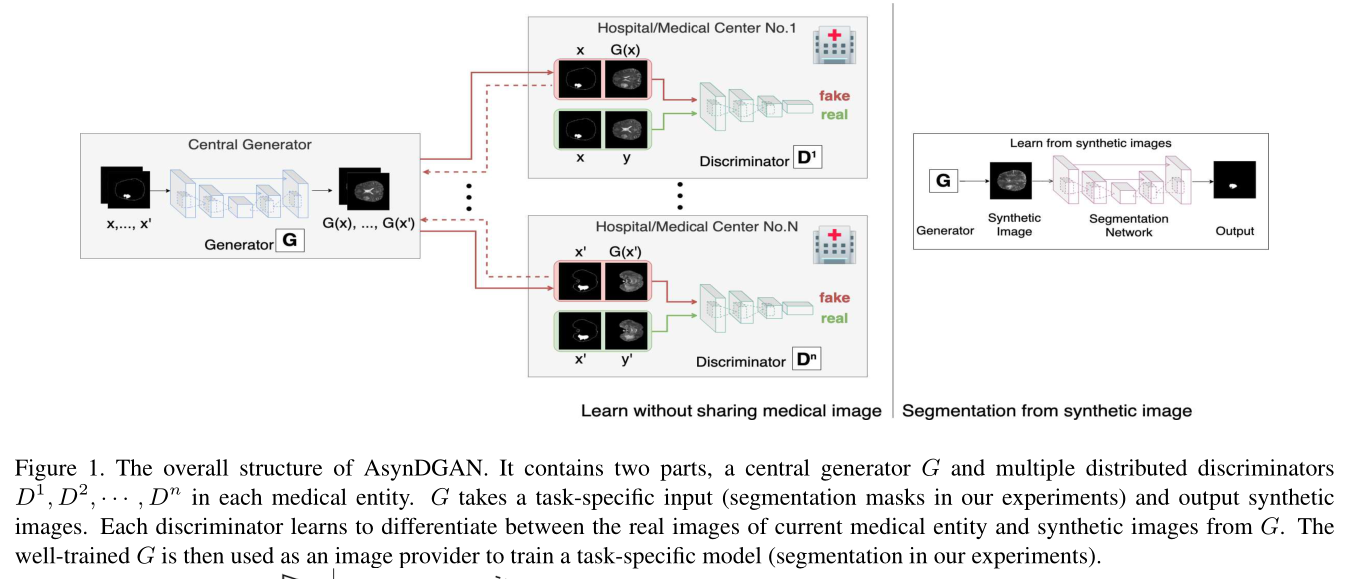 Hospital/Medical Center No.1
x G(x)
fake
real
x y
Discriminator D¹
Central Generator
x,..., x' G(x), ..., G(x')
Generator G
Hospital/Medical Center No.N
x' G(x')
fake
real
x' y'
Discriminator Dⁿ
Learn without sharing medical image
Learn from synthetic images
G
Generator Synthetic Image Segmentation Network Output
Segmentation from synthetic image
Figure 1. The overall structure of AsynDGAN. It contains two parts, a central generator G and multiple distributed discriminators
D¹, D², ⋯ , Dⁿ in each medical entity. G takes a task-specific input (segmentation masks in our experiments) and output synthetic
images. Each discriminator learns to differentiate between the real images of current medical entity and synthetic images from G. The
well-trained G is then used as an image provider to train a task-specific model (segmentation in our experiments).